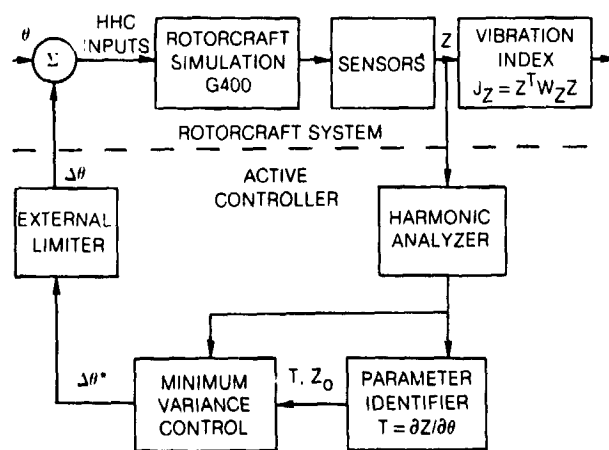 θ
HHC
INPUTS
Σ
ROTORCRAFT
SIMULATION
G400
SENSORS
Z
VIBRATION
INDEX
J_Z = Z^T W_Z Z
ROTORCRAFT SYSTEM
Δθ
ACTIVE
CONTROLLER
EXTERNAL
LIMITER
HARMONIC
ANALYZER
Δθ*
MINIMUM
VARIANCE
CONTROL
T, Z_0
PARAMETER
IDENTIFIER
T = ∂Z/∂θ